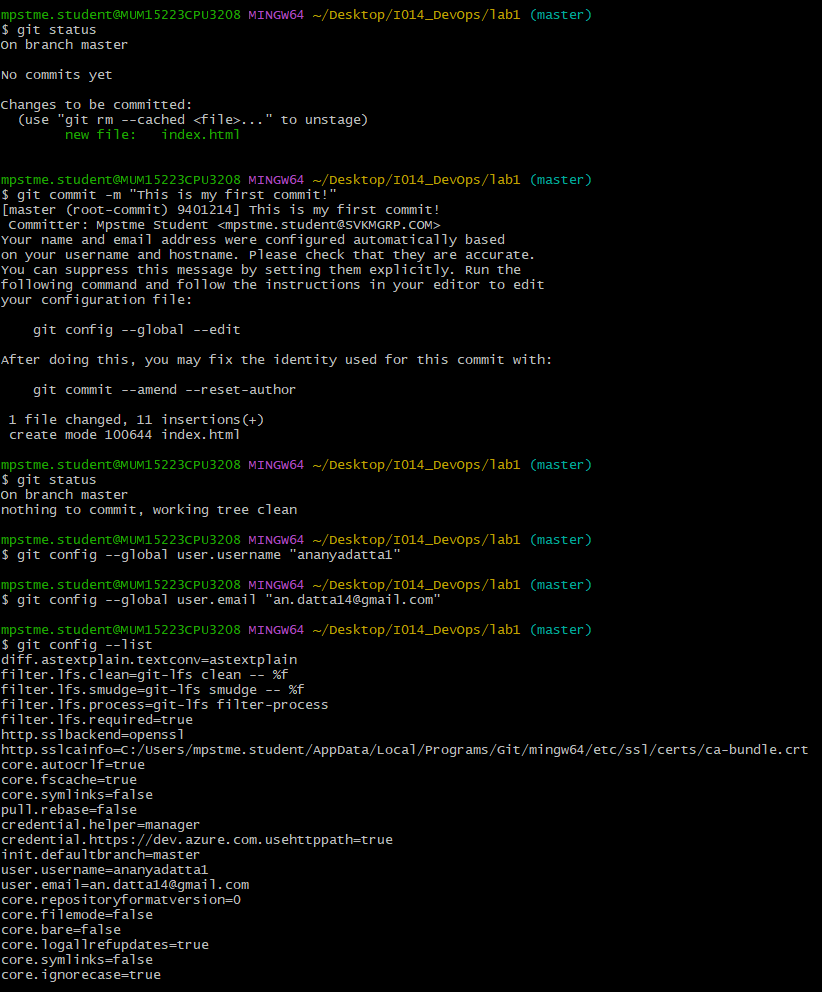 mpstme.student@MUM15223CPU3208 MINGW64 ~/Desktop/I014_DevOps/lab1 (master)
$ git status
On branch master

No commits yet

Changes to be committed:
  (use "git rm --cached <file>..." to unstage)
        new file:   index.html


mpstme.student@MUM15223CPU3208 MINGW64 ~/Desktop/I014_DevOps/lab1 (master)
$ git commit -m "This is my first commit!"
[master (root-commit) 9401214] This is my first commit!
 Committer: Mpstme Student <mpstme.student@SVKMGRP.COM>
Your name and email address were configured automatically based
on your username and hostname. Please check that they are accurate.
You can suppress this message by setting them explicitly. Run the
following command and follow the instructions in your editor to edit
your configuration file:

    git config --global --edit

After doing this, you may fix the identity used for this commit with:

    git commit --amend --reset-author

 1 file changed, 11 insertions(+)
 create mode 100644 index.html

mpstme.student@MUM15223CPU3208 MINGW64 ~/Desktop/I014_DevOps/lab1 (master)
$ git status
On branch master
nothing to commit, working tree clean

mpstme.student@MUM15223CPU3208 MINGW64 ~/Desktop/I014_DevOps/lab1 (master)
$ git config --global user.username "ananyadatta1"

mpstme.student@MUM15223CPU3208 MINGW64 ~/Desktop/I014_DevOps/lab1 (master)
$ git config --global user.email "an.datta14@gmail.com"

mpstme.student@MUM15223CPU3208 MINGW64 ~/Desktop/I014_DevOps/lab1 (master)
$ git config --list
diff.astextplain.textconv=astextplain
filter.lfs.clean=git-lfs clean -- %f
filter.lfs.smudge=git-lfs smudge -- %f
filter.lfs.process=git-lfs filter-process
filter.lfs.required=true
http.sslbackend=openssl
http.sslcainfo=C:/Users/mpstme.student/AppData/Local/Programs/Git/mingw64/etc/ssl/certs/ca-bundle.crt
core.autocrlf=true
core.fscache=true
core.symlinks=false
pull.rebase=false
credential.helper=manager
credential.https://dev.azure.com.usehttppath=true
init.defaultbranch=master
user.username=ananyadatta1
user.email=an.datta14@gmail.com
core.repositoryformatversion=0
core.filemode=false
core.bare=false
core.logallrefupdates=true
core.symlinks=false
core.ignorecase=true